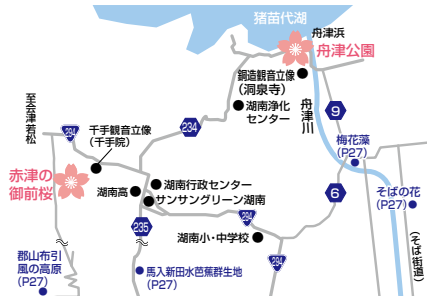 猪苗代湖
舟津浜
舟津公園
銅造観音立像
(洞泉寺)
湖南浄化
センター
舟津川
234
9
至会津若松
294
千手観音立像
(千手院)
赤津の
御前桜
梅花藻
(P27)
湖南高
湖南行政センター
サンサングリーン湖南
6
そばの花
(P27)
235
294
湖南小・中学校
(そば街道)
294
郡山布引
風の高原
(P27)
馬入新田水芭蕉群生地
(P27)